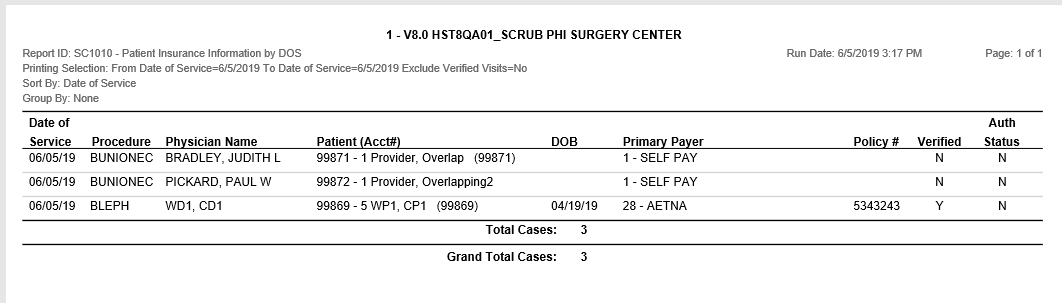 1 - V8.0 HST8QA01_SCRUB PHI SURGERY CENTER
Report ID: SC1010 - Patient Insurance Information by DOS Run Date: 6/5/2019 3:17 PM Page: 1 of 1
Printing Selection: From Date of Service=6/5/2019 To Date of Service=6/5/2019 Exclude Verified Visits=No
Sort By: Date of Service
Group By: None
Date of Auth
Service Procedure Physician Name Patient (Acct#) DOB Primary Payer Policy # Verified Status
06/05/19 BUNIONEC BRADLEY, JUDITH L 99871 - 1 Provider, Overlap (99871) 1 - SELF PAY N N
06/05/19 BUNIONEC PICKARD, PAUL W 99872 - 1 Provider, Overlapping2 1 - SELF PAY N N
06/05/19 BLEPH WD1, CD1 99869 - 5 WP1, CP1 (99869) 04/19/19 28 - AETNA 5343243 Y N
Total Cases: 3
Grand Total Cases: 3